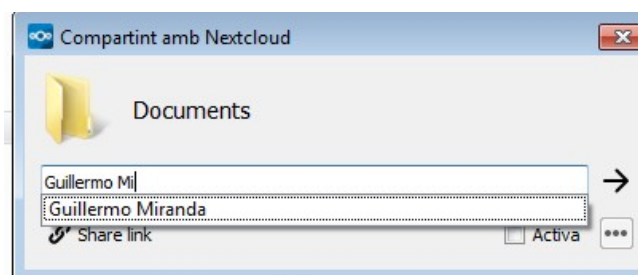 Compartint amb Nextcloud
Documents
Guillermo Mi
Guillermo Miranda
Share link Activa